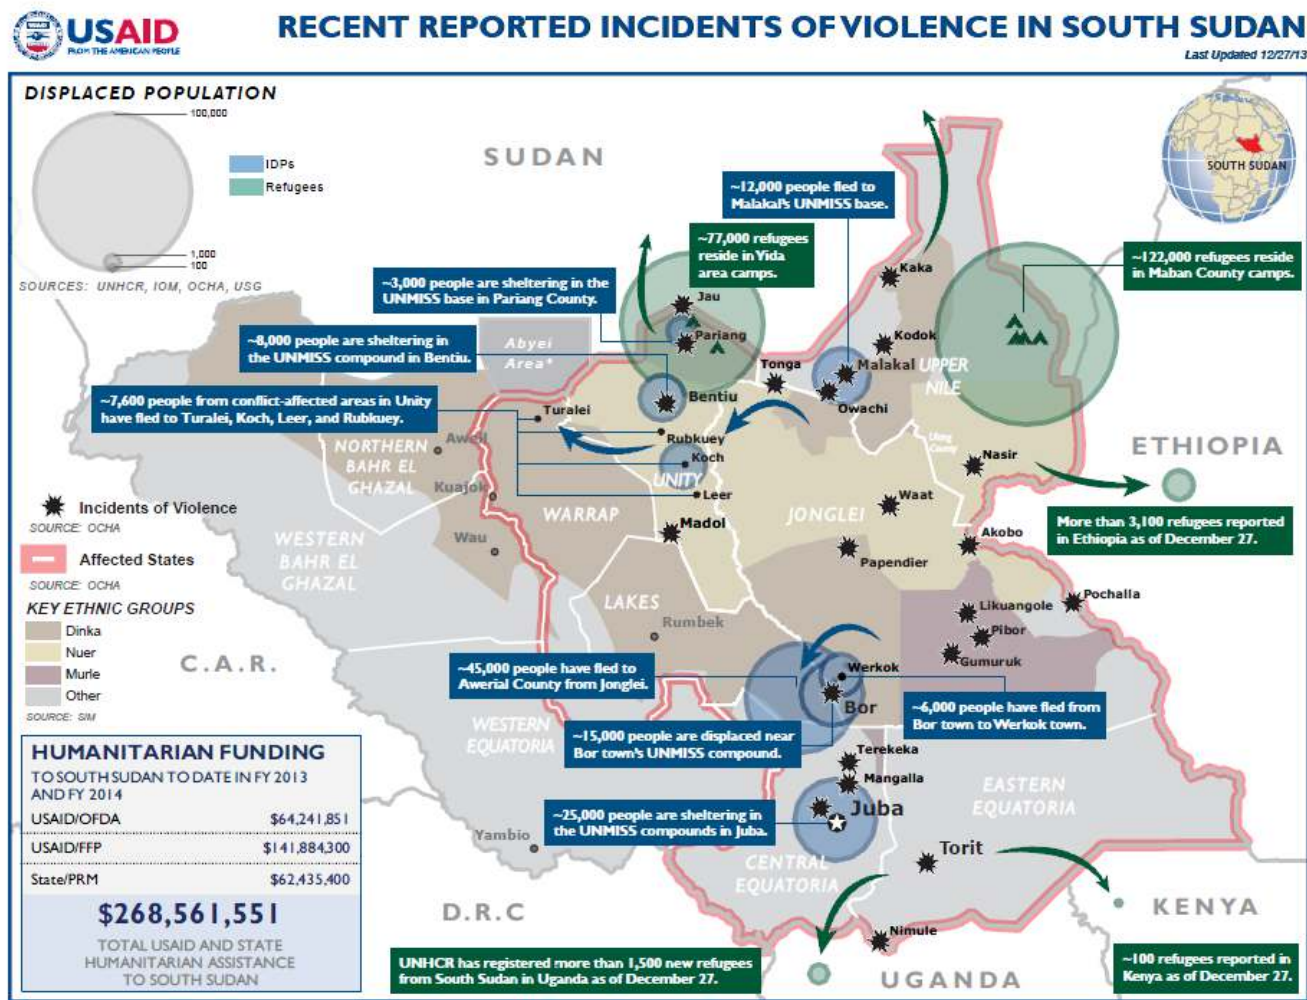 USAID
FROM THE AMERICAN PEOPLE
RECENT REPORTED INCIDENTS OF VIOLENCE IN SOUTH SUDAN
Last Updated 12/27/13
DISPLACED POPULATION
100,000
IDPs
Refugees
1,000
100
SOURCES: UNHCR, IOM, OCHA, USG
SUDAN
SOUTH SUDAN
~12,000 people fled to
Malakal's UNMISS base.
~77,000 refugees
reside in Yida
area camps.
~122,000 refugees reside
in Maban County camps.
~3,000 people are sheltering in the
UNMISS base in Pariang County.
~8,000 people are sheltering in
the UNMISS compound in Bentiu.
~7,600 people from conflict-affected areas in Unity
have fled to Turalei, Koch, Leer, and Rubkuey.
Abyei
Area*
Jau
Pariang
Kaka
Kodok
Tonga
Malakal
UPPER
NILE
Owachi
Bentiu
Turalei
Rubkuey
Koch
UNITY
Leer
Madol
NORTHERN
BAHR EL
GHAZAL
Aweil
Kuajok
WARRAP
Wau
WESTERN
BAHR EL
GHAZAL
JONGLEI
Waat
Nasir
ETHIOPIA
More than 3,100 refugees reported
in Ethiopia as of December 27.
Akobo
Papendier
Pochalla
Likuangole
Pibor
Gumuruk
LAKES
Rumbek
Incidents of Violence
SOURCE: OCHA
Affected States
SOURCE: OCHA
KEY ETHNIC GROUPS
Dinka
Nuer
Murle
Other
SOURCE: SIM
C.A.R.
~45,000 people have fled to
Awerial County from Jonglei.
Werkok
Bor
~6,000 people have fled from
Bor town to Werkok town.
WESTERN
EQUATORIA
~15,000 people are displaced near
Bor town's UNMISS compound.
Terekeka
Mangalla
Juba
~25,000 people are sheltering in
the UNMISS compounds in Juba.
EASTERN
EQUATORIA
Yambio
CENTRAL
EQUATORIA
Torit
Nimule
D.R.C
UGANDA
KENYA
UNHCR has registered more than 1,500 new refugees
from South Sudan in Uganda as of December 27.
~100 refugees reported in
Kenya as of December 27.
HUMANITARIAN FUNDING
TO SOUTH SUDAN TO DATE IN FY 2013
AND FY 2014
USAID/OFDA $64,241,851
USAID/FFP $141,884,300
State/PRM $62,435,400
$268,561,551
TOTAL USAID AND STATE
HUMANITARIAN ASSISTANCE
TO SOUTH SUDAN